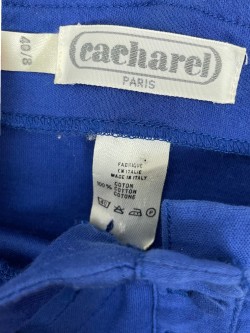 40/8
cacharel
PARIS
FABRIQUE
EN ITALIE
MADE IN ITALY
100% COTON
COTTON
COTONE